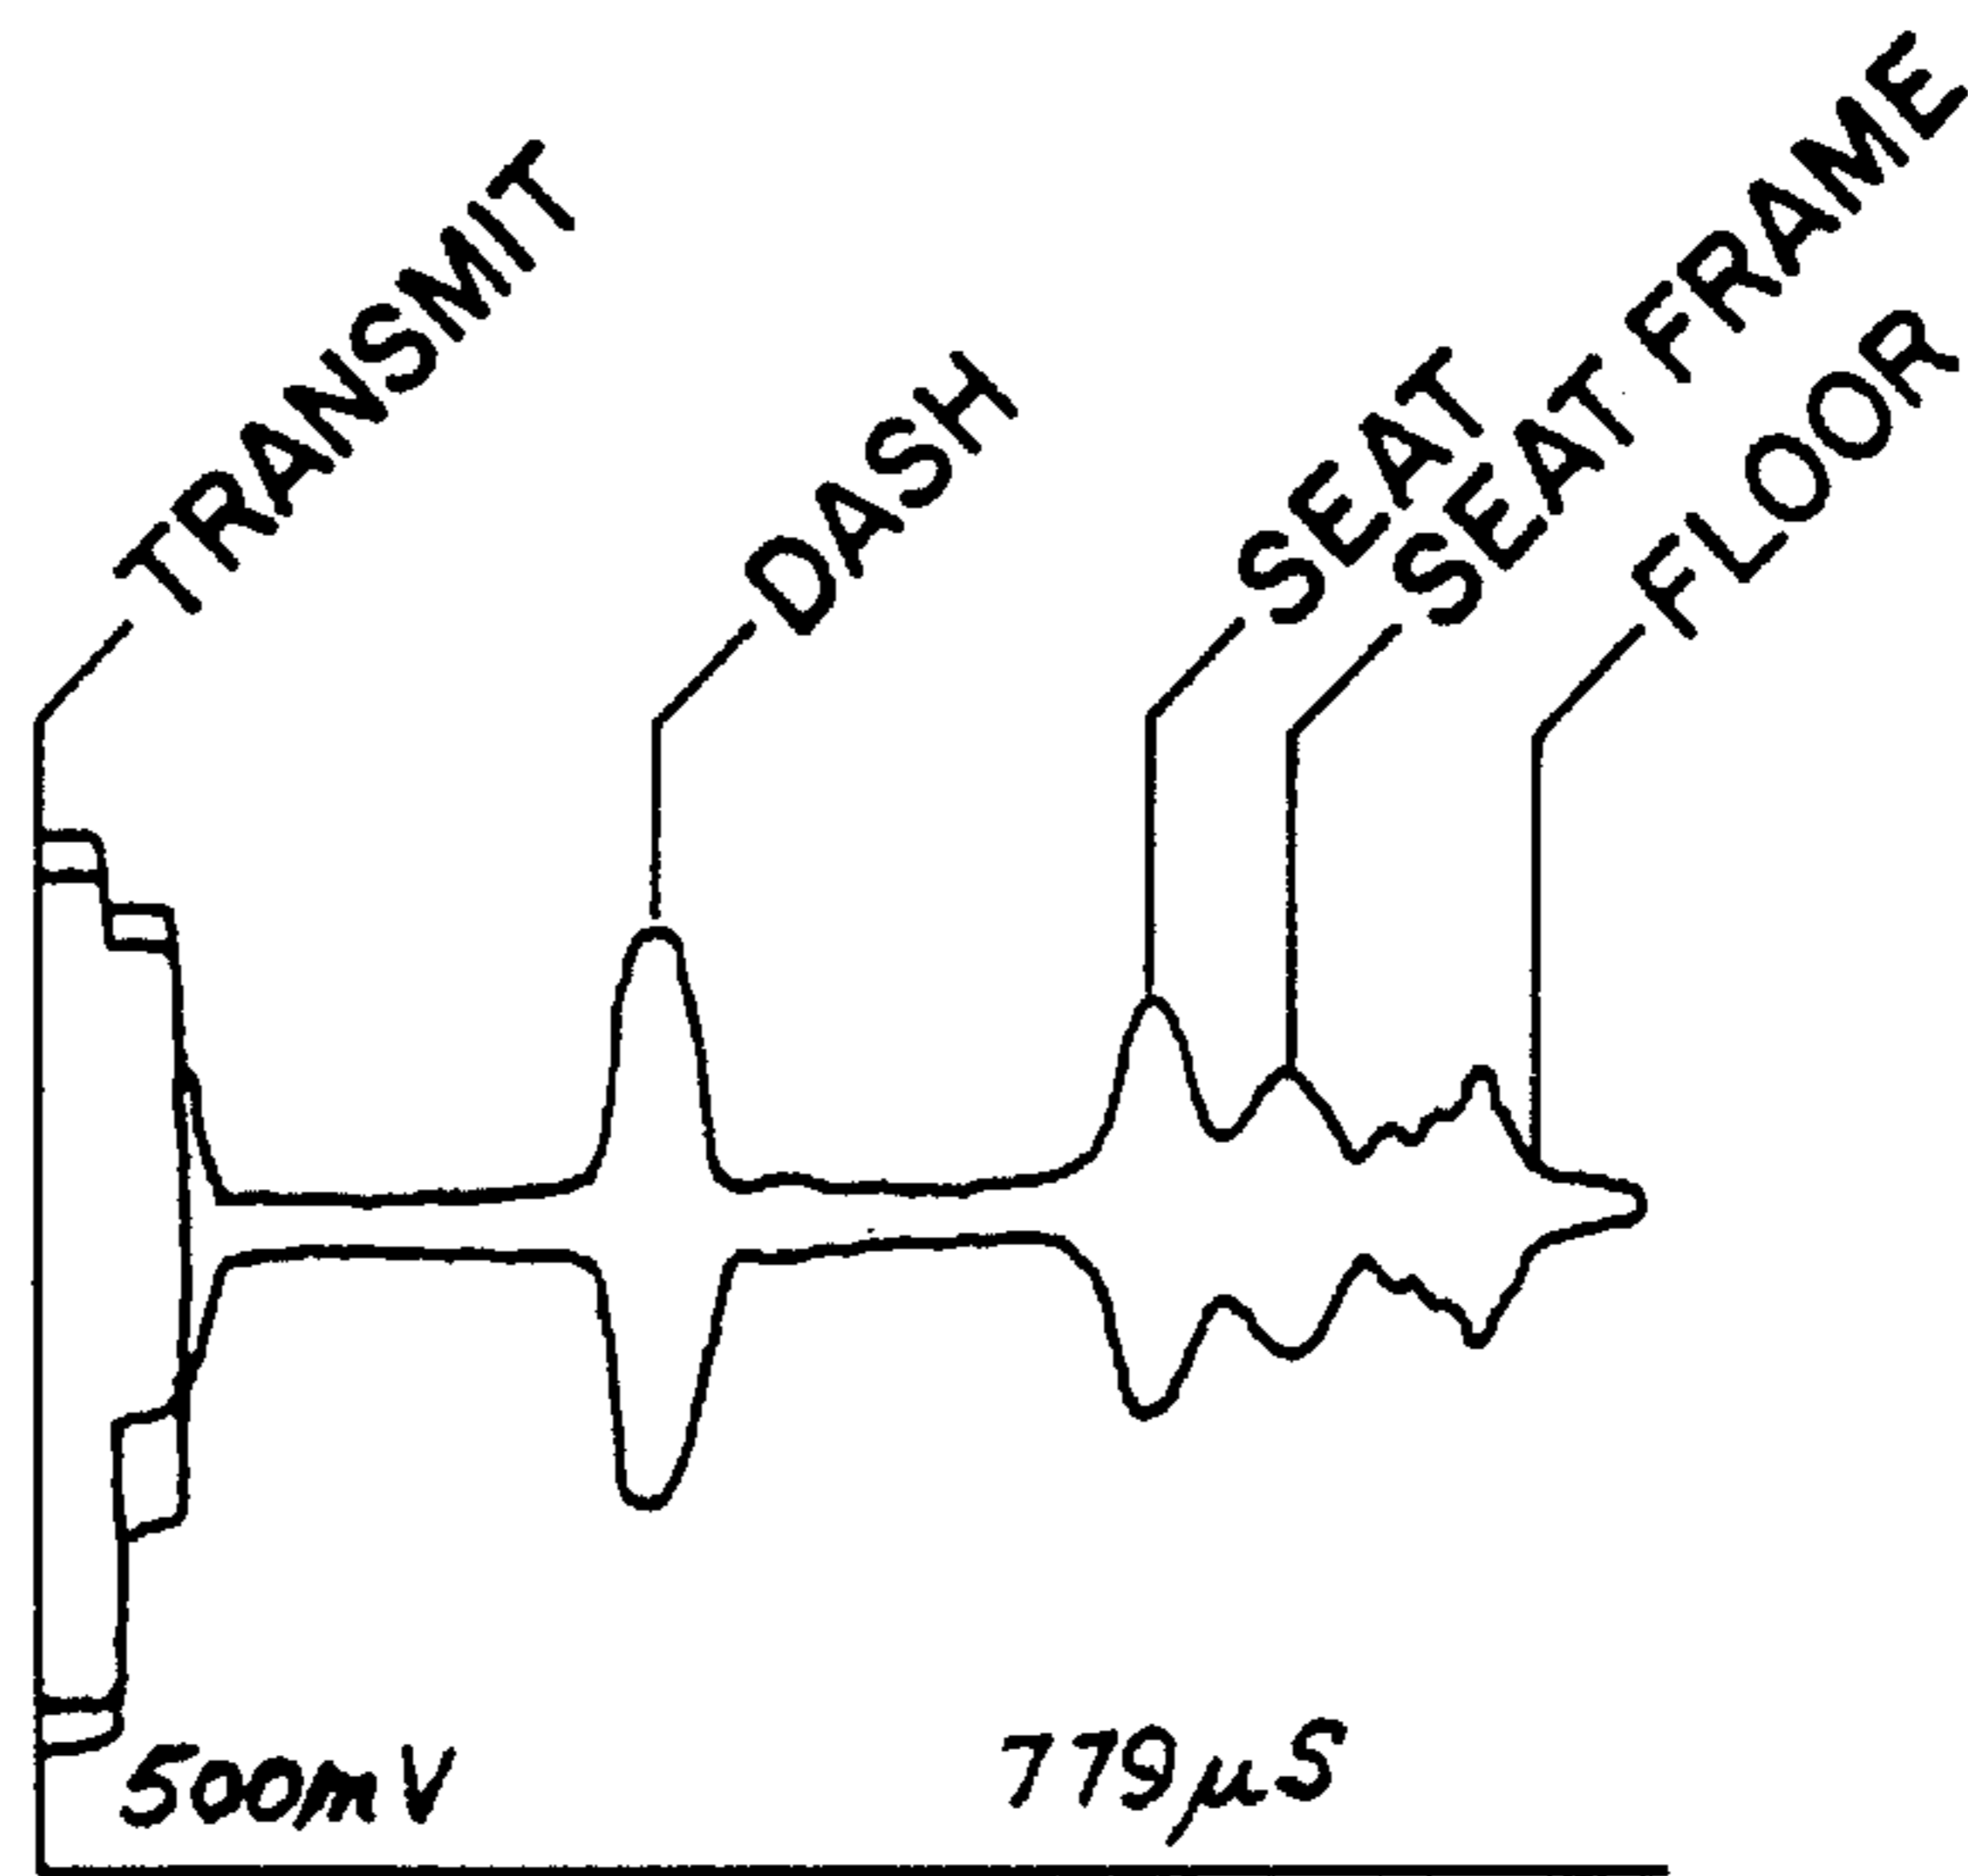 TRANSMIT
DASH
SEAT
SEAT FRAME
FLOOR
500mV
779μS